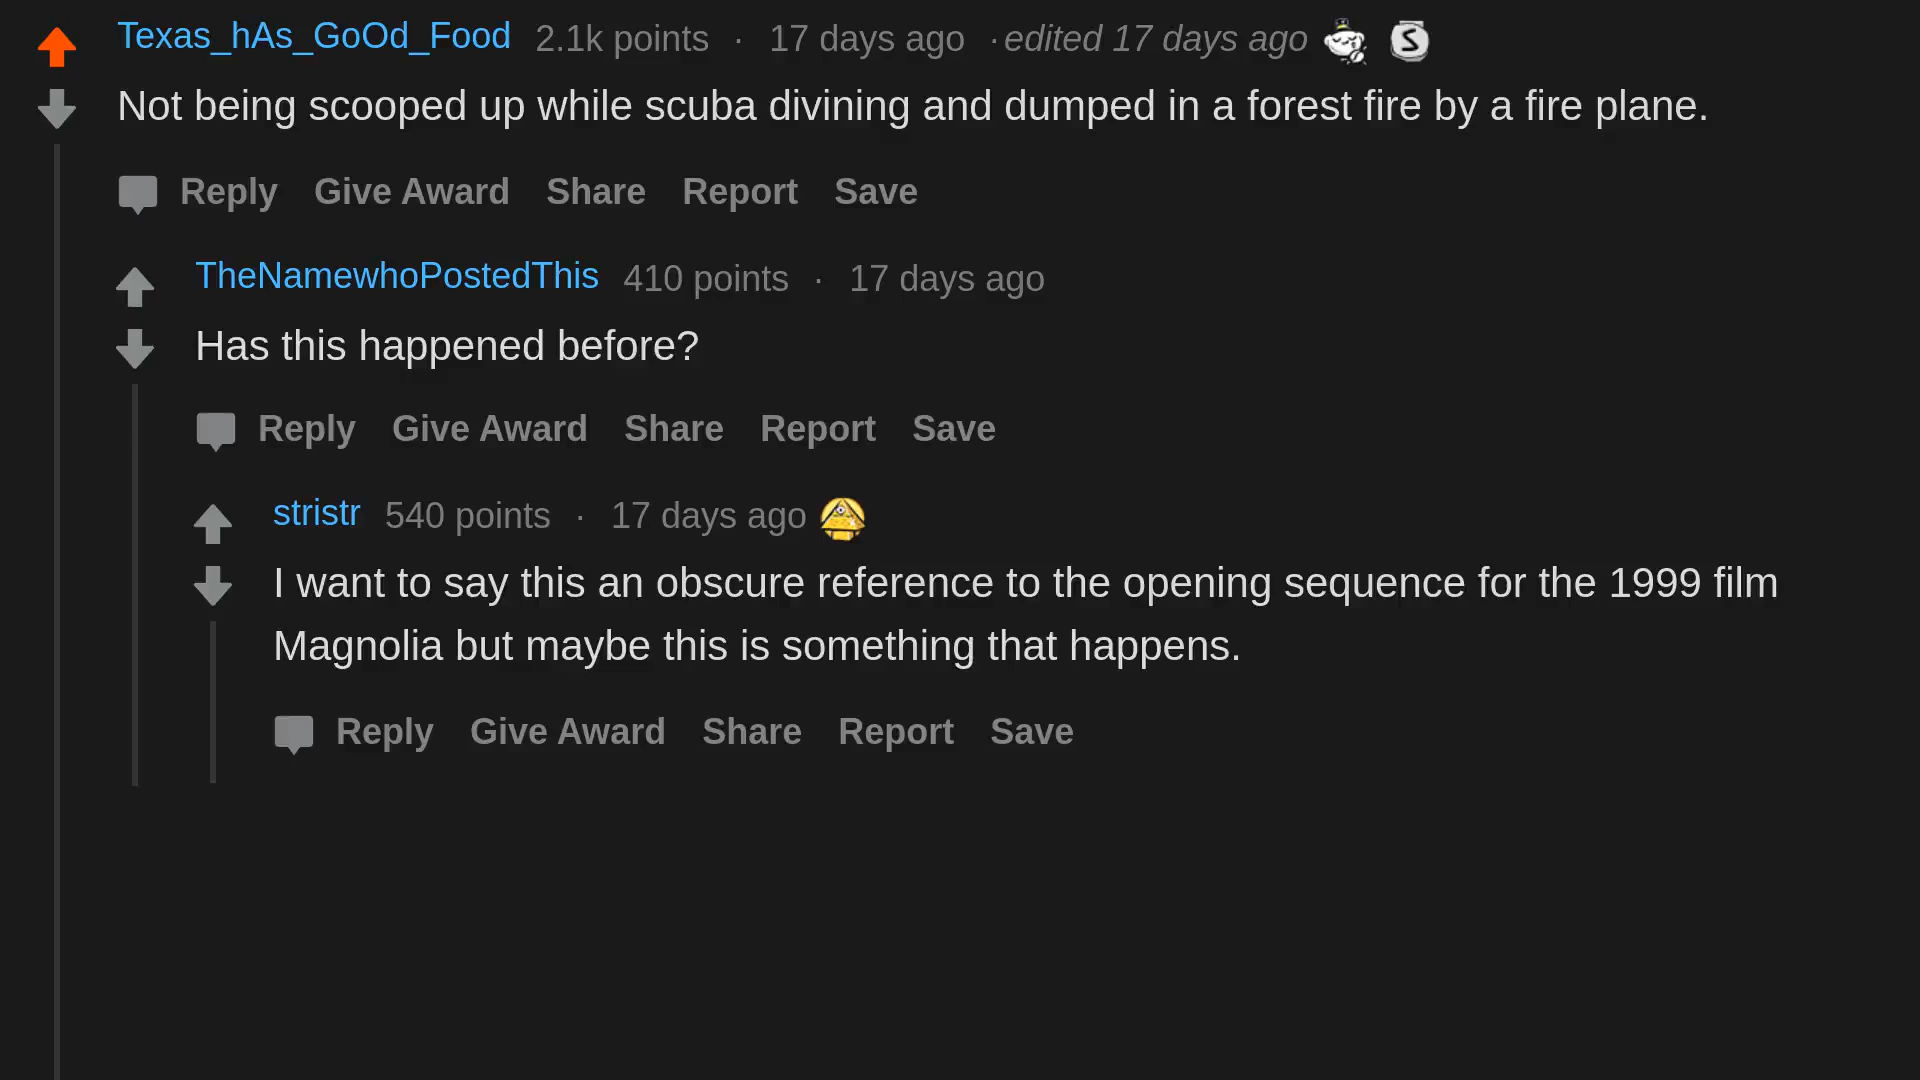 Texas_hAs_GoOd_Food 2.1k points · 17 days ago · edited 17 days ago
Not being scooped up while scuba divining and dumped in a forest fire by a fire plane.
Reply Give Award Share Report Save
TheNamewhoPostedThis 410 points · 17 days ago
Has this happened before?
Reply Give Award Share Report Save
stristr 540 points · 17 days ago
I want to say this an obscure reference to the opening sequence for the 1999 film
Magnolia but maybe this is something that happens.
Reply Give Award Share Report Save